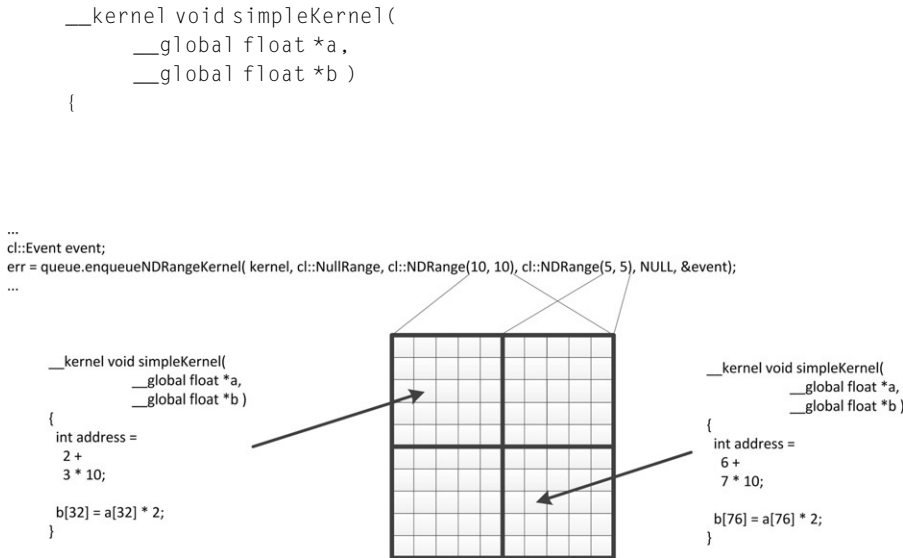 __kernel void simpleKernel(
__global float *a,
__global float *b )
{
...
cl::Event event;
err = queue.enqueueNDRangeKernel( kernel, cl::NullRange, cl::NDRange(10, 10), cl::NDRange(5, 5), NULL, &event);
...
__kernel void simpleKernel(
__global float *a,
__global float *b )
{
int address =
2 +
3 * 10;
b[32] = a[32] * 2;
}
__kernel void simpleKernel(
__global float *a,
__global float *b )
{
int address =
6 +
7 * 10;
b[76] = a[76] * 2;
}